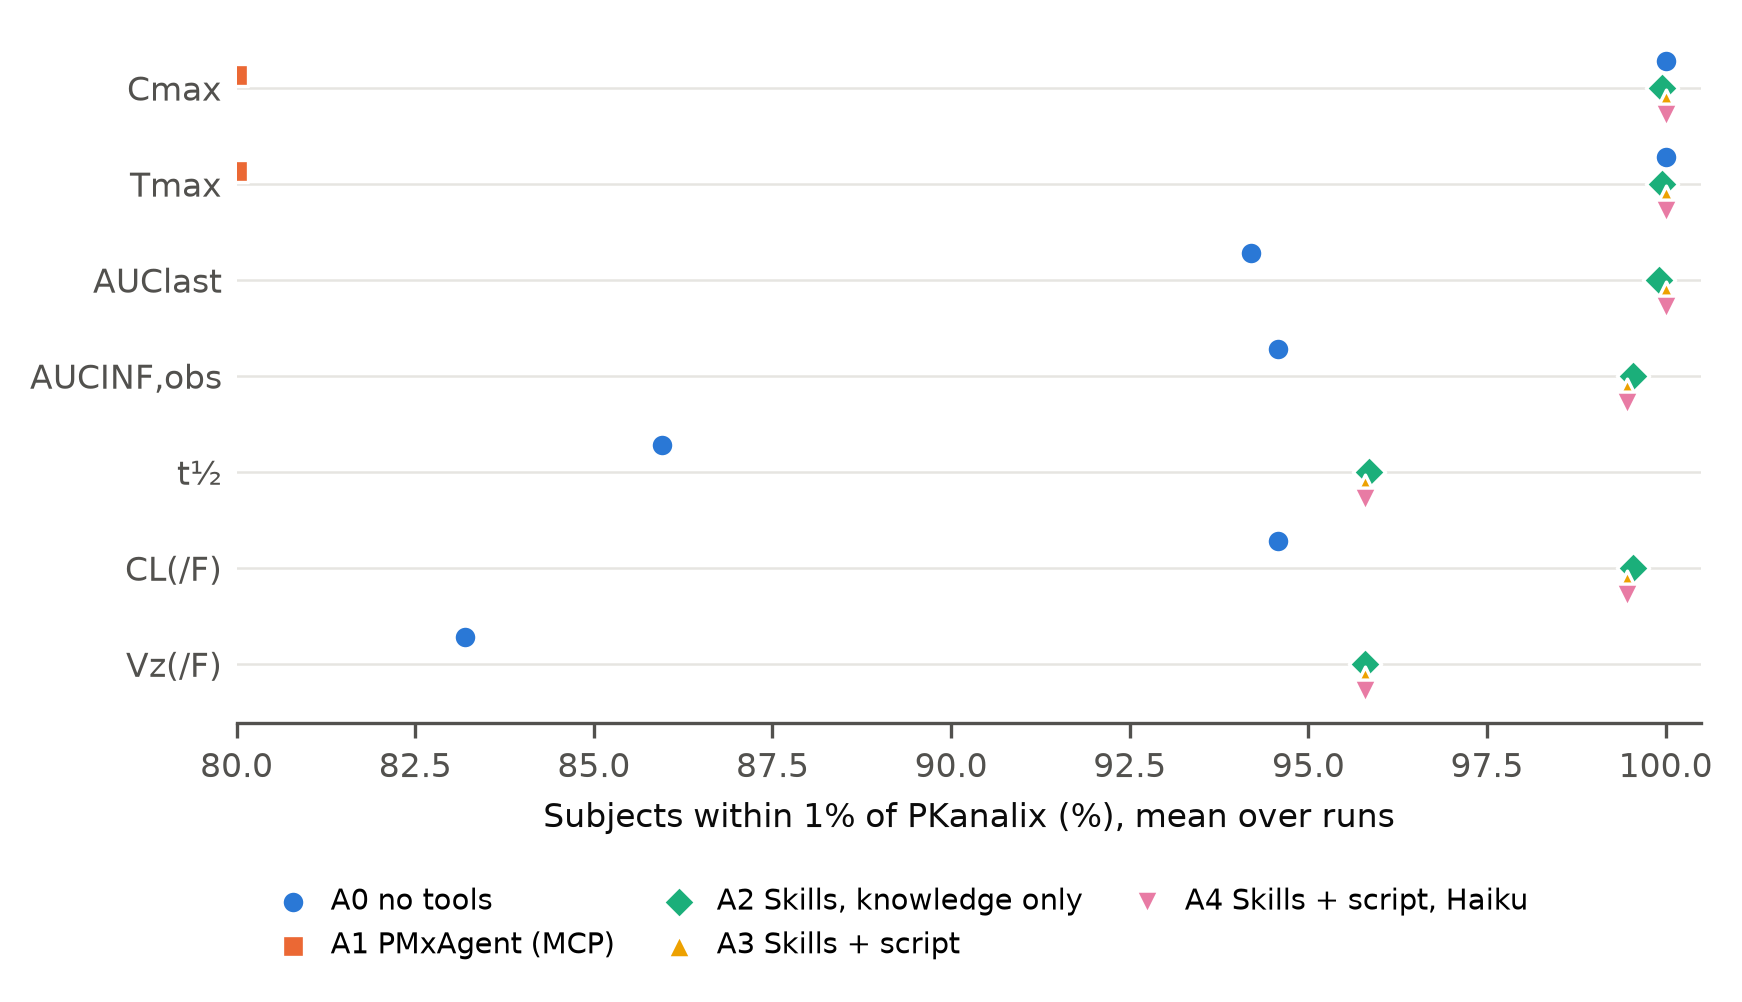 Cmax
Tmax
AUClast
AUCINF,obs
t½
CL(/F)
Vz(/F)
80.0 82.5 85.0 87.5 90.0 92.5 95.0 97.5 100.0
Subjects within 1% of PKanalix (%), mean over runs
A0 no tools A2 Skills, knowledge only A4 Skills + script, Haiku
A1 PMxAgent (MCP) A3 Skills + script